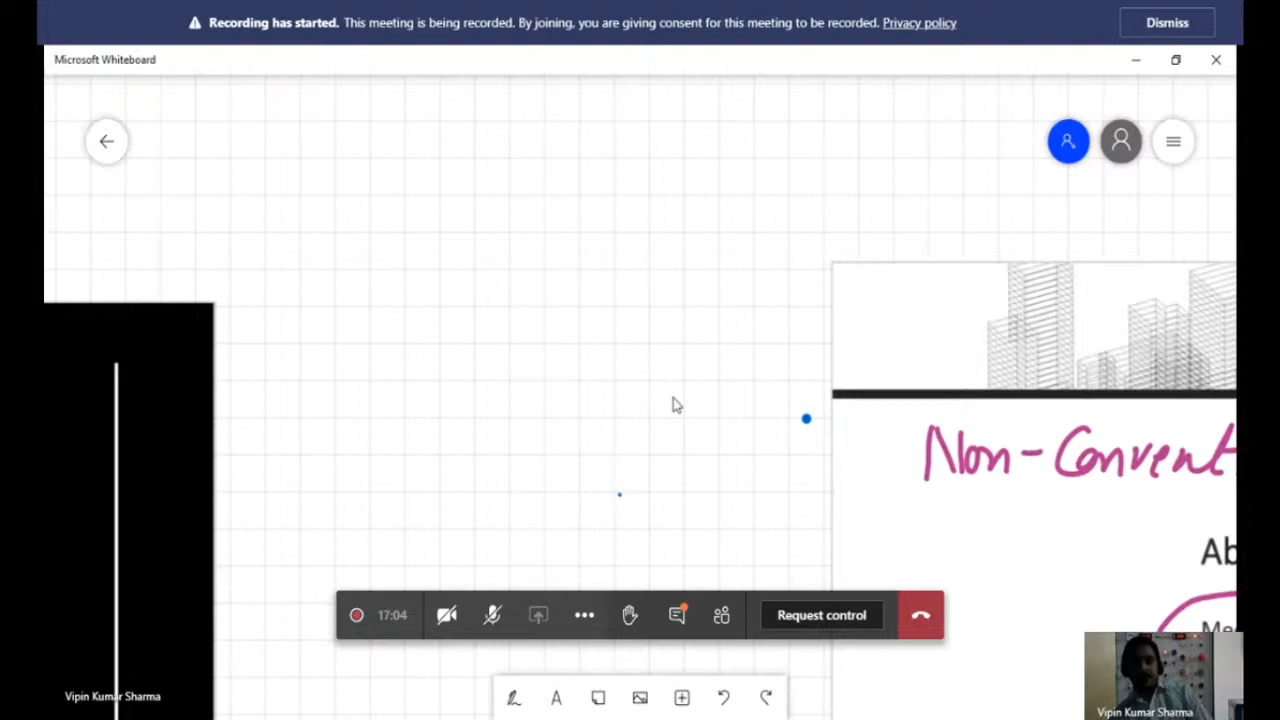 Recording has started. This meeting is being recorded. By joining, you are giving consent for this meeting to be recorded. Privacy policy
Dismiss
Microsoft Whiteboard
Non-Convent
Ab
Me
17:04
Request control
Vipin Kumar Sharma
Vipin Kumar Sharma